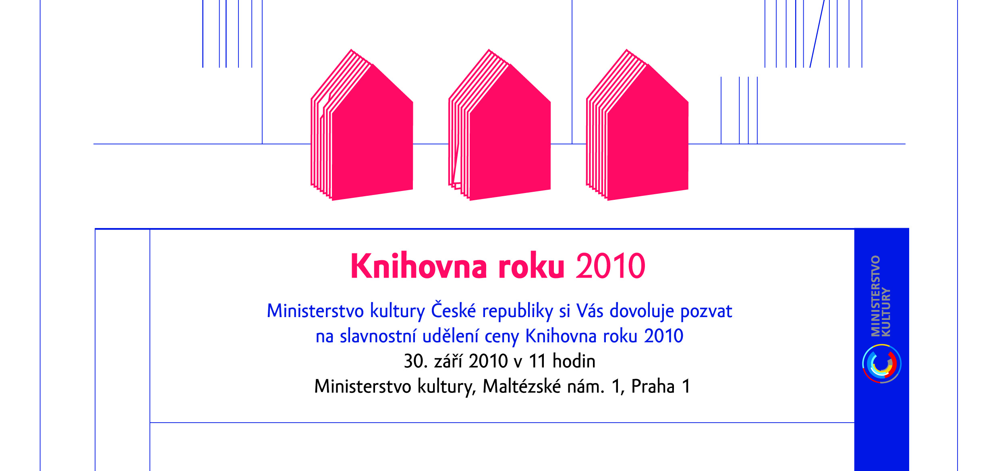 Knihovna roku 2010
Ministerstvo kultury České republiky si Vás dovoluje pozvat
na slavnostní udělení ceny Knihovna roku 2010
30. září 2010 v 11 hodin
Ministerstvo kultury, Maltézské nám. 1, Praha 1
MINISTERSTVO
KULTURY